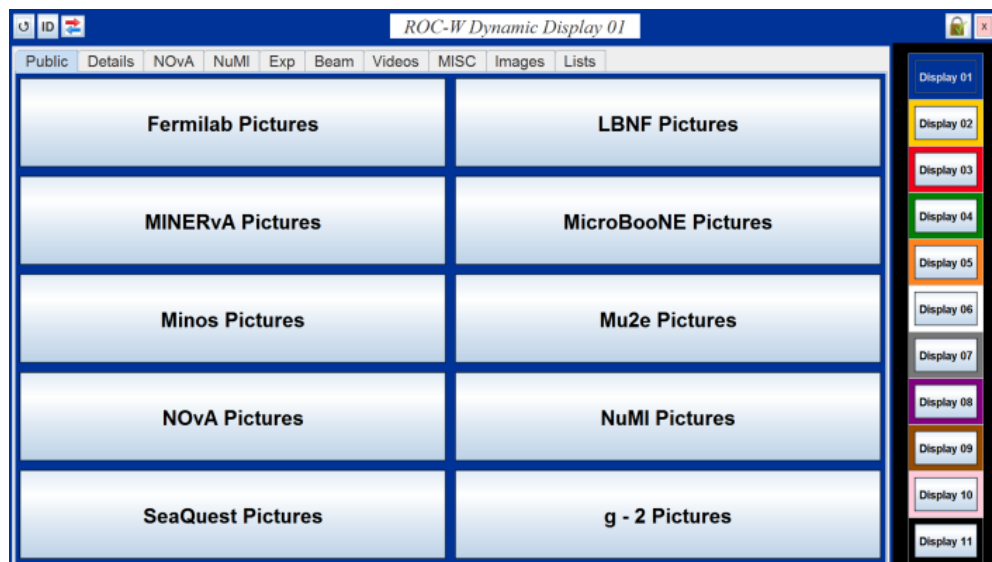 ↺ ID ROC-W Dynamic Display 01 x
Public Details NOvA NuMI Exp Beam Videos MISC Images Lists
Fermilab Pictures LBNF Pictures
MINERvA Pictures MicroBooNE Pictures
Minos Pictures Mu2e Pictures
NOvA Pictures NuMI Pictures
SeaQuest Pictures g - 2 Pictures
Display 01
Display 02
Display 03
Display 04
Display 05
Display 06
Display 07
Display 08
Display 09
Display 10
Display 11